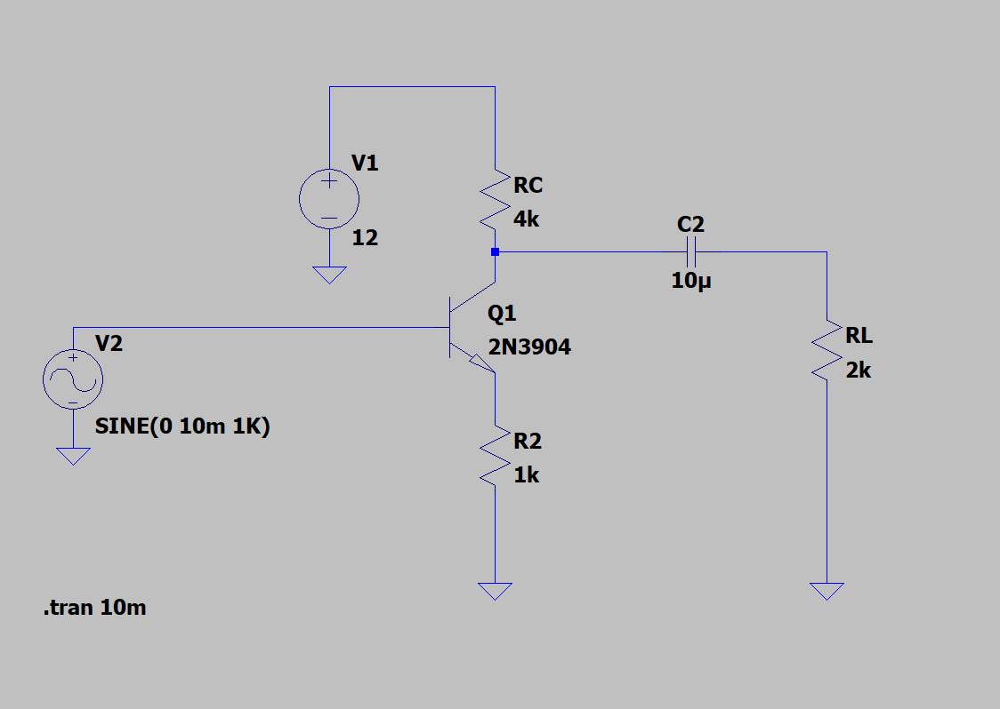 V1
12
RC
4k
C2
10µ
Q1
2N3904
V2
SINE(0 10m 1K)
RL
2k
R2
1k
.tran 10m